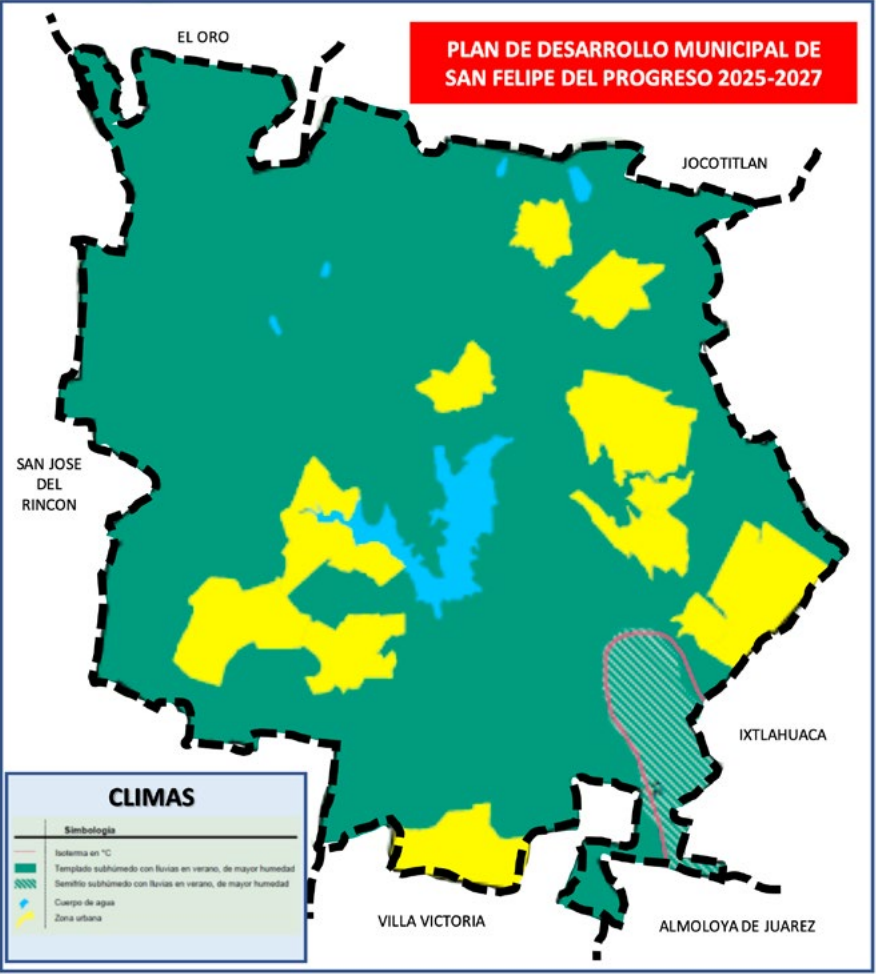 EL ORO
PLAN DE DESARROLLO MUNICIPAL DE
SAN FELIPE DEL PROGRESO 2025-2027
JOCOTITLAN
SAN JOSE
DEL
RINCON
IXTLAHUACA
CLIMAS
Simbología
Isoterma en °C
Templado subhúmedo con lluvias en verano, de mayor humedad
Semifrío subhúmedo con lluvias en verano, de mayor humedad
Cuerpo de agua
Zona urbana
VILLA VICTORIA
ALMOLOYA DE JUAREZ